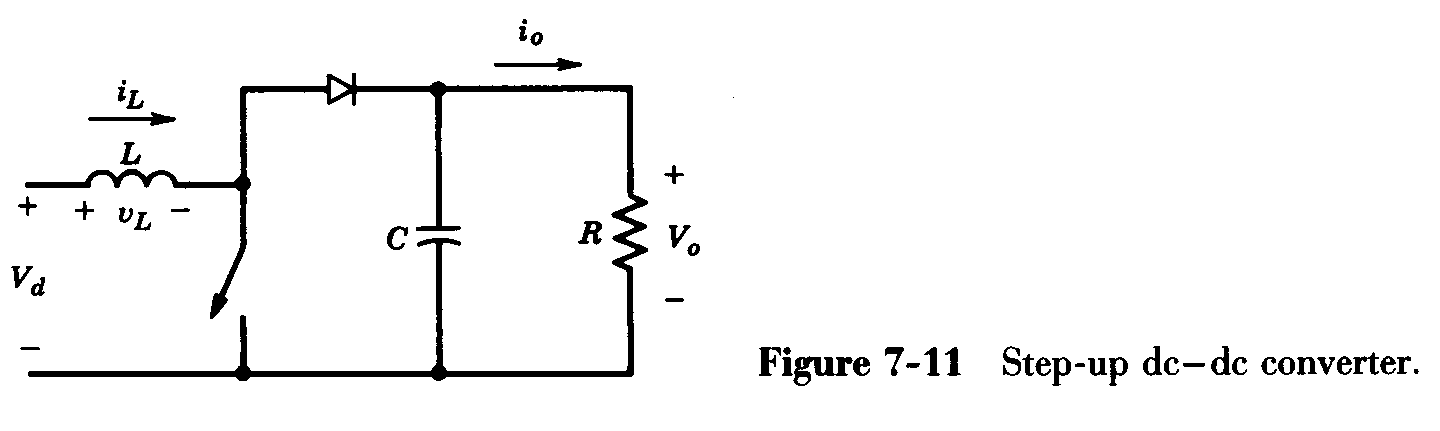 i_o
i_L
L
+ + v_L −
C
R
+
V_o
−
V_d
−
Figure 7-11 Step-up dc–dc converter.